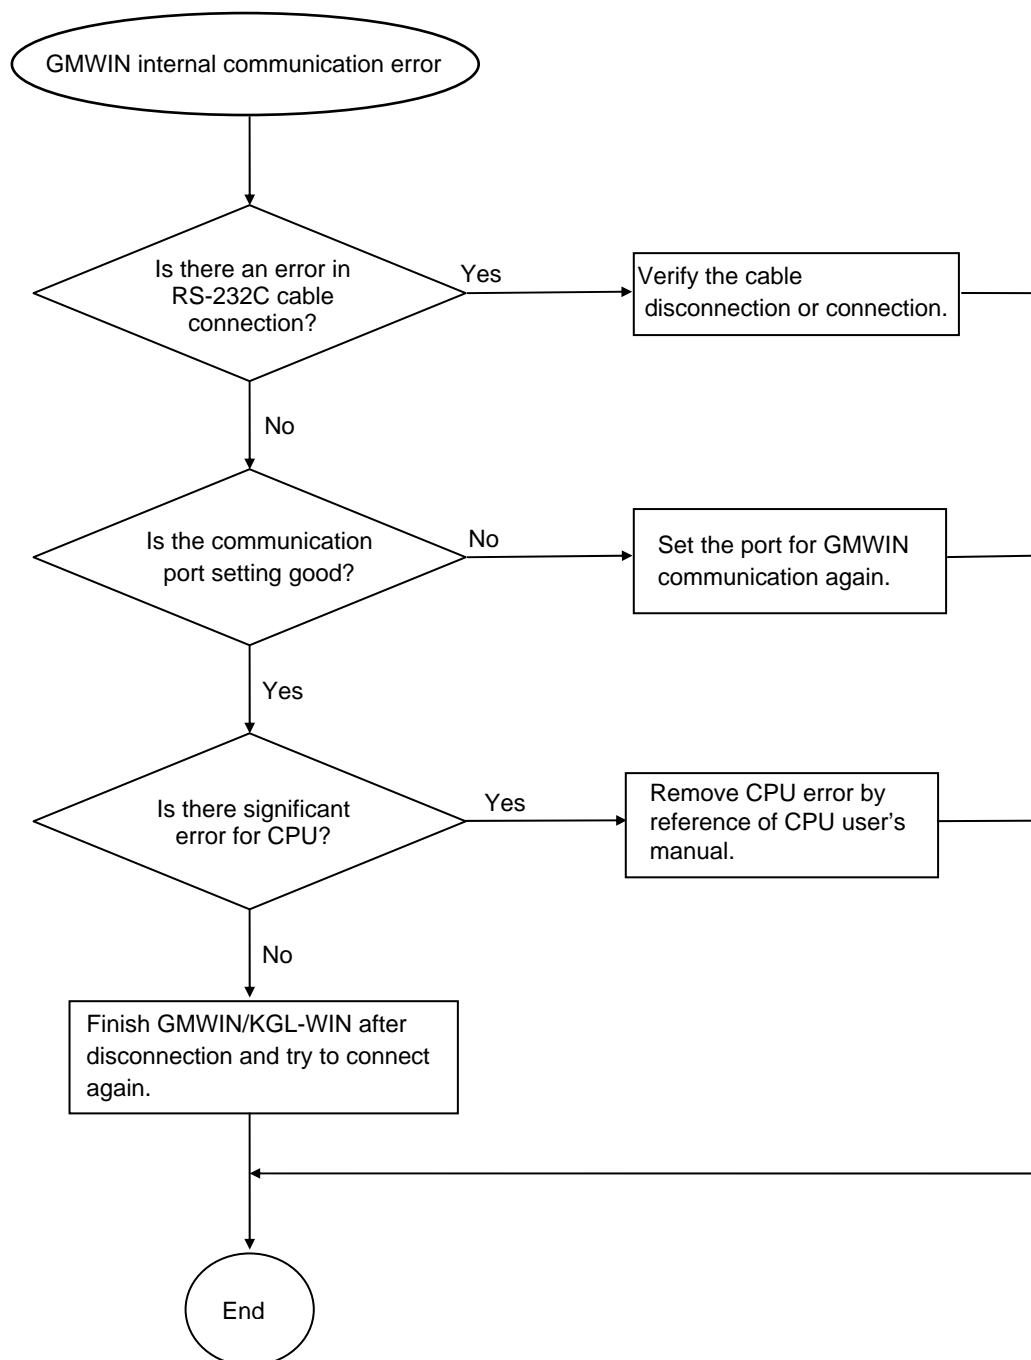 GMWIN internal communication error
Is there an error in
RS-232C cable
connection?
Yes
Verify the cable
disconnection or connection.
No
Is the communication
port setting good?
No
Set the port for GMWIN
communication again.
Yes
Is there significant
error for CPU?
Yes
Remove CPU error by
reference of CPU user’s
manual.
No
Finish GMWIN/KGL-WIN after
disconnection and try to connect
again.
End